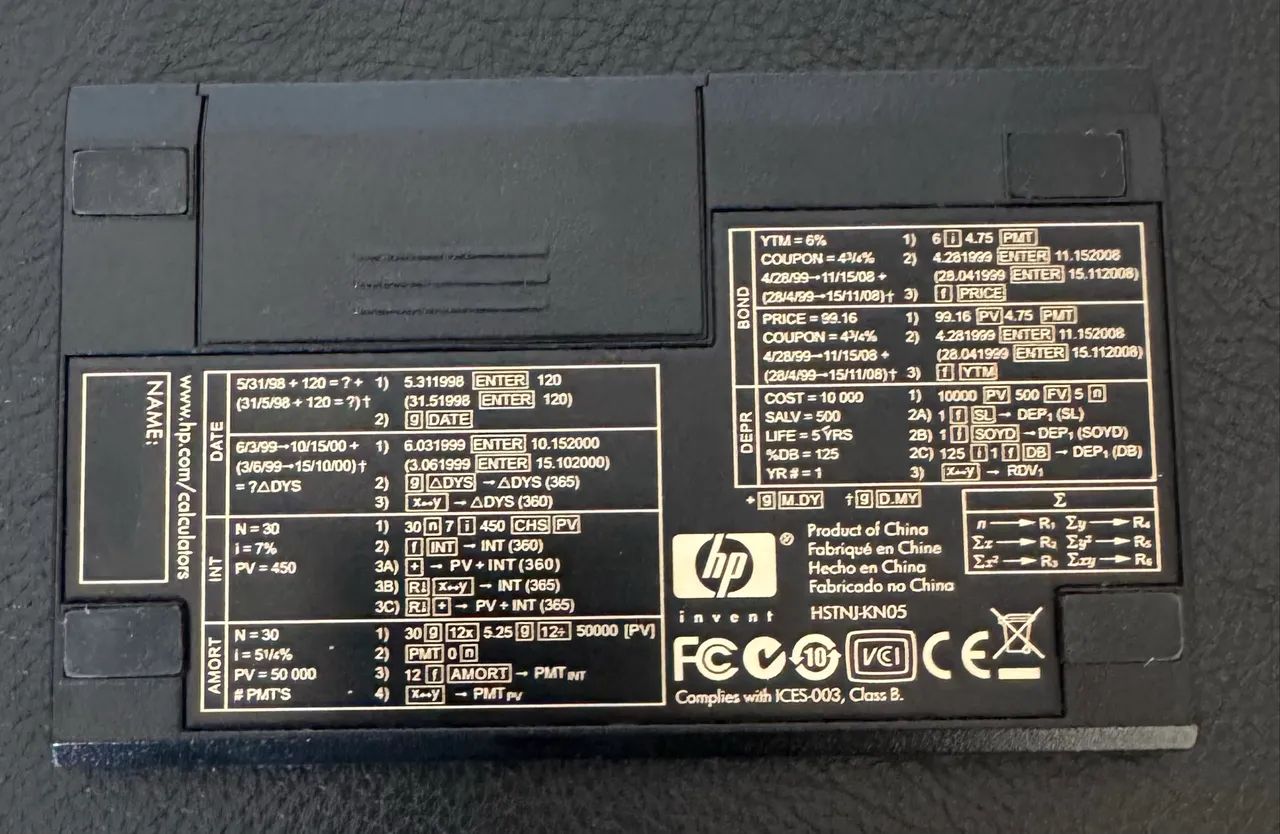 NAME:
www.hp.com/calculators
DATE
5/31/98 + 120 = ? + 1) 5.311998 ENTER 120
(31/5/98 + 120 = ?)† (31.51998 ENTER 120)
2) g DATE
6/3/99→10/15/00 + 1) 6.031999 ENTER 10.152000
(3/6/99→15/10/00)† (3.061999 ENTER 15.102000)
= ?△DYS 2) g △DYS → △DYS (365)
3) x↔y → △DYS (360)
INT
N = 30 1) 30 n 7 i 450 CHS PV
i = 7% 2) f INT → INT (360)
PV = 450 3A) + → PV + INT (360)
3B) R↓ x↔y → INT (365)
3C) R↓ + → PV + INT (365)
AMORT
N = 30 1) 30 g 12x 5.25 g 12÷ 50000 [PV]
i = 5 1/4% 2) PMT 0 n
PV = 50 000 3) 12 f AMORT → PMT INT
# PMT'S 4) x↔y → PMT PV
BOND
YTM = 6% 1) 6 i 4.75 PMT
COUPON = 4 3/4% 2) 4.281999 ENTER 11.152008
4/28/99→11/15/08 + (28.041999 ENTER 15.112008)
(28/4/99→15/11/08)† 3) f PRICE
PRICE = 99.16 1) 99.16 PV 4.75 PMT
COUPON = 4 3/4% 2) 4.281999 ENTER 11.152008
4/28/99→11/15/08 + (28.041999 ENTER 15.112008)
(28/4/99→15/11/08)† 3) f YTM
DEPR
COST = 10 000 1) 10000 PV 500 FV 5 n
SALV = 500 2A) 1 f SL → DEP₁ (SL)
LIFE = 5 YRS 2B) 1 f SOYD → DEP₁ (SOYD)
%DB = 125 2C) 125 i 1 f DB → DEP₁ (DB)
YR # = 1 3) x↔y → RDV₁
+ g M.DY † g D.MY
Σ
n → R₁ Σy → R₄
Σx → R₂ Σy² → R₅
Σx² → R₃ Σxy → R₆
hp ®
invent
Product of China
Fabriqué en Chine
Hecho en China
Fabricado no China
HSTNJ-KN05
FC 10 VCI CE
Complies with ICES-003, Class B.